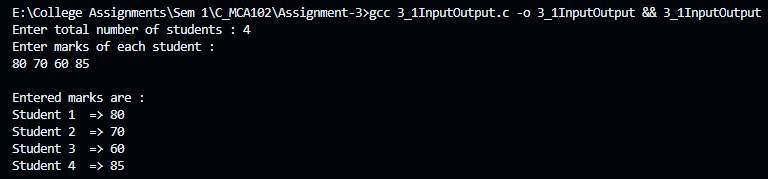 E:\College Assignments\Sem 1\C_MCA102\Assignment-3>gcc 3_1InputOutput.c -o 3_1InputOutput && 3_1InputOutput
Enter total number of students : 4
Enter marks of each student :
80 70 60 85
Entered marks are :
Student 1  => 80
Student 2  => 70
Student 3  => 60
Student 4  => 85